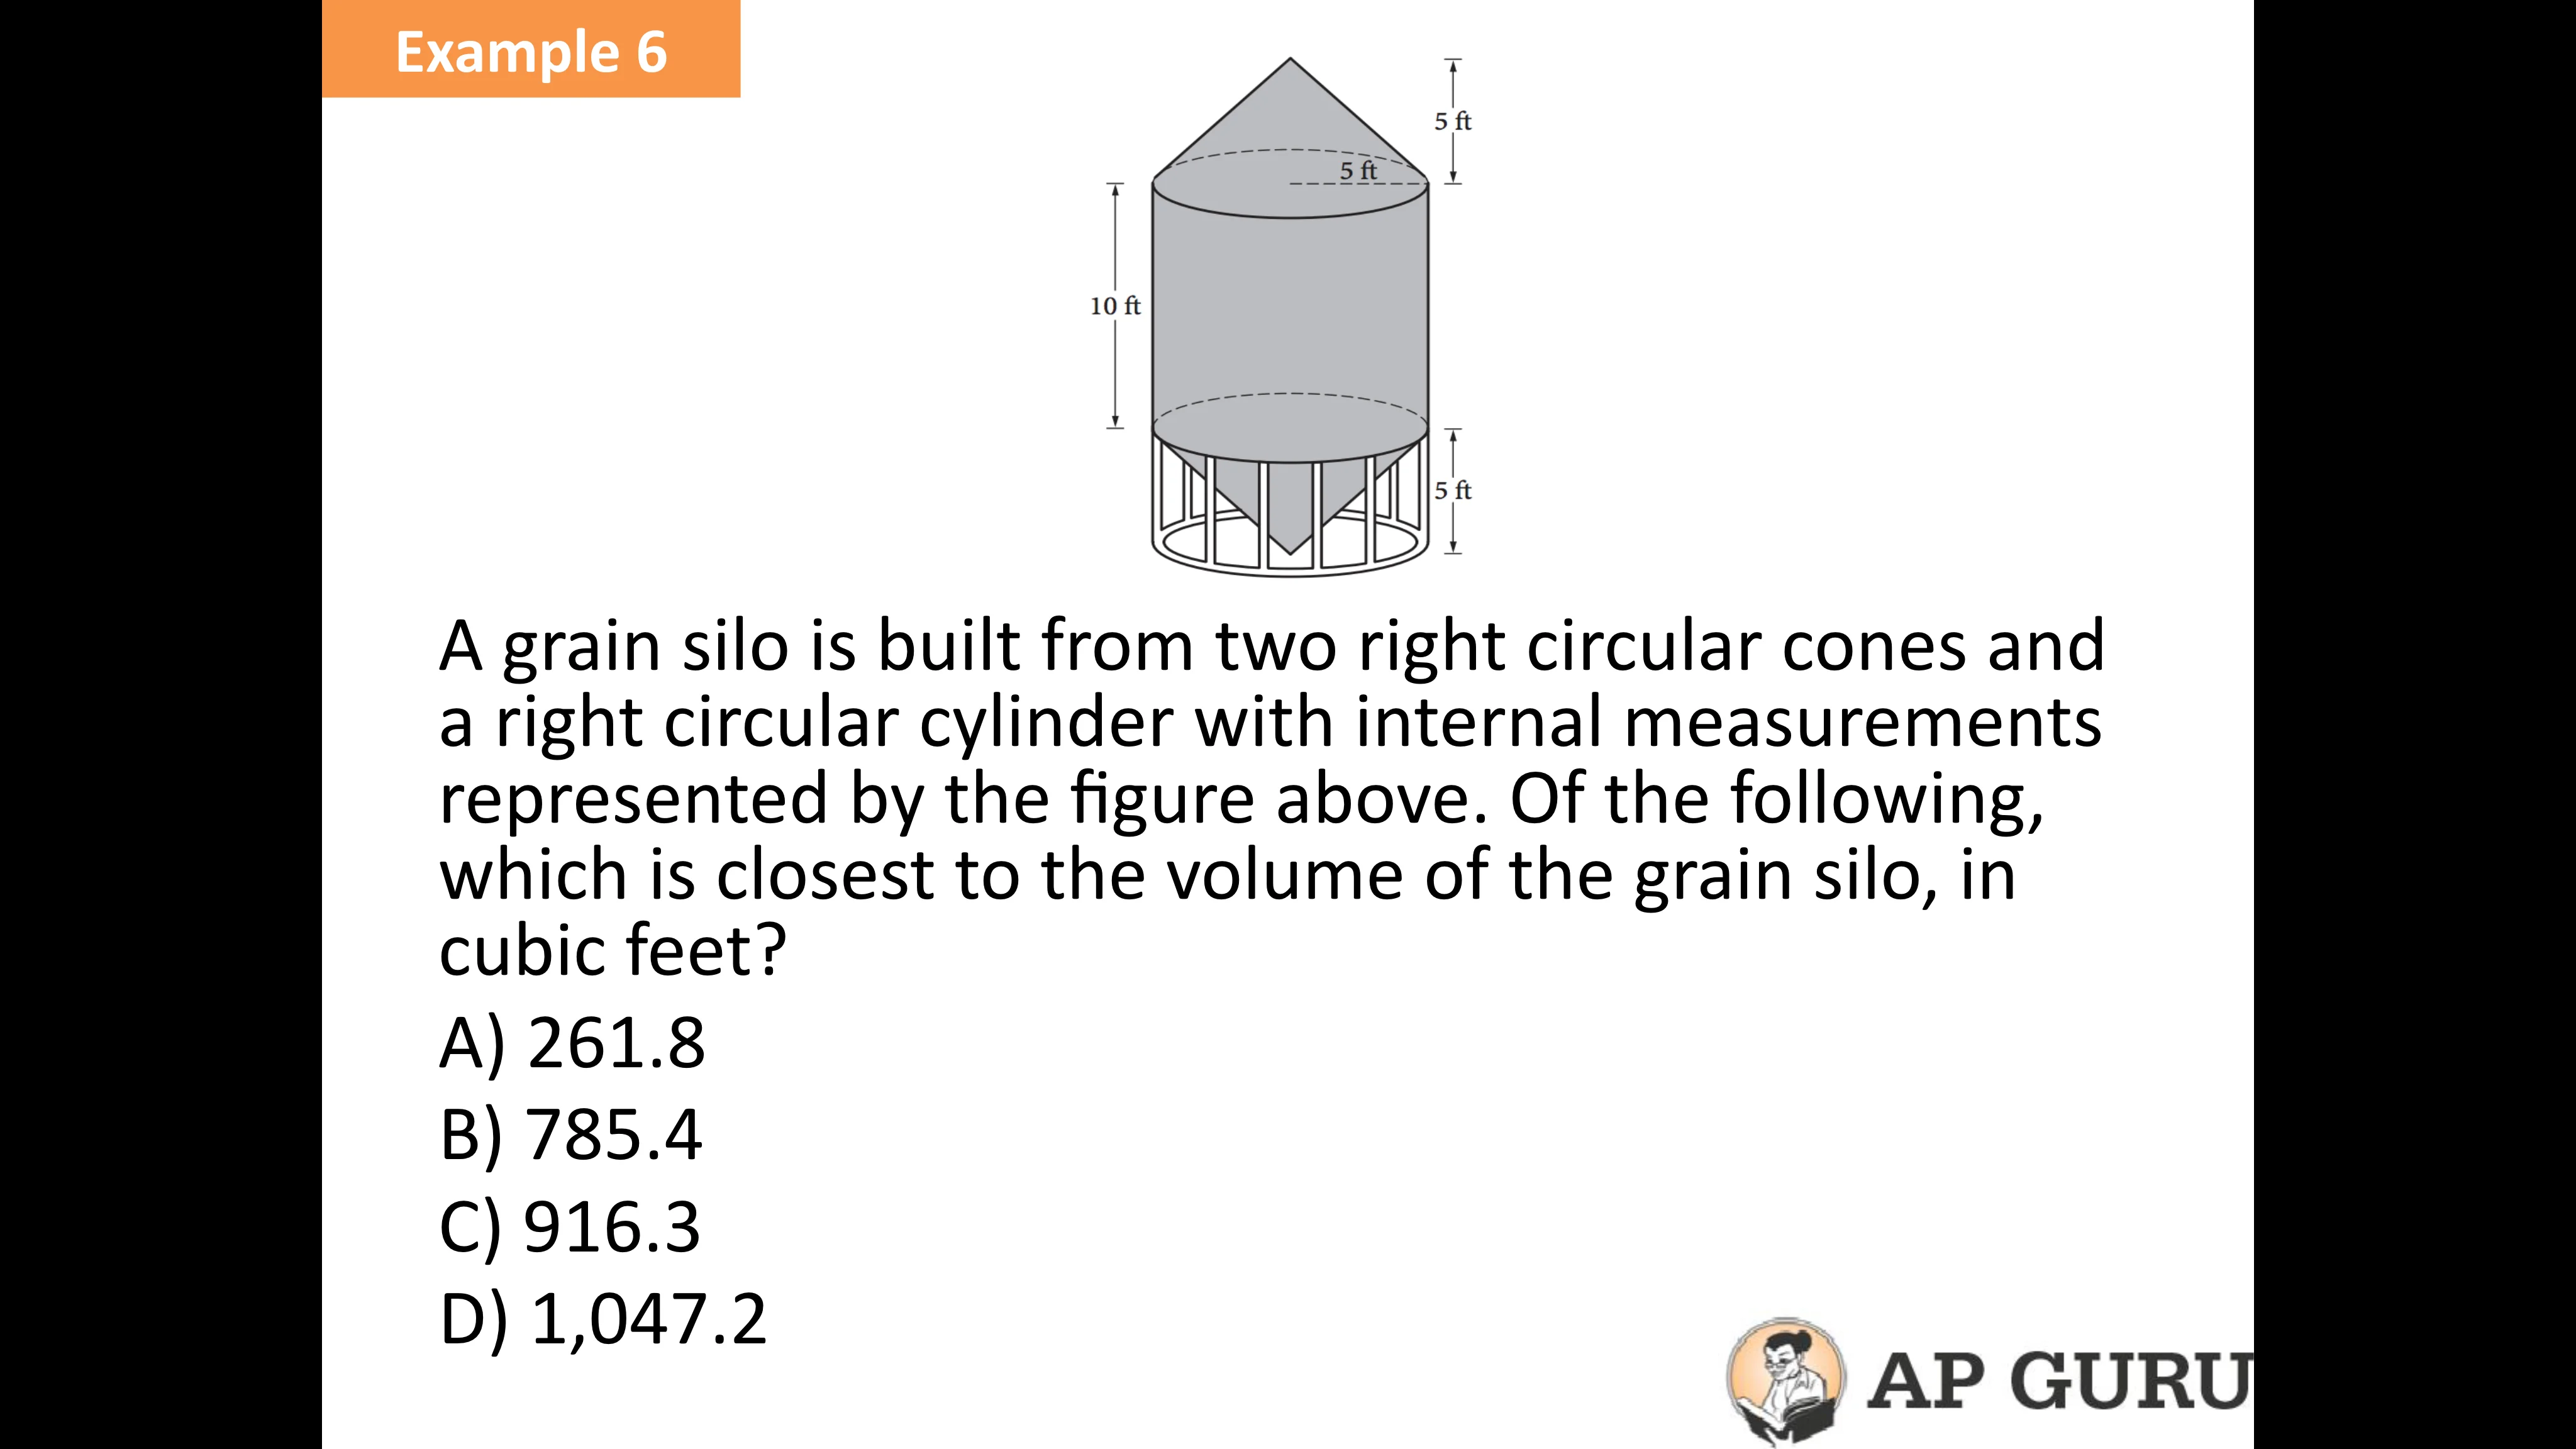 Example 6
5 ft
5 ft
10 ft
5 ft
A grain silo is built from two right circular cones and
a right circular cylinder with internal measurements
represented by the figure above. Of the following,
which is closest to the volume of the grain silo, in
cubic feet?
A) 261.8
B) 785.4
C) 916.3
D) 1,047.2
AP GURU